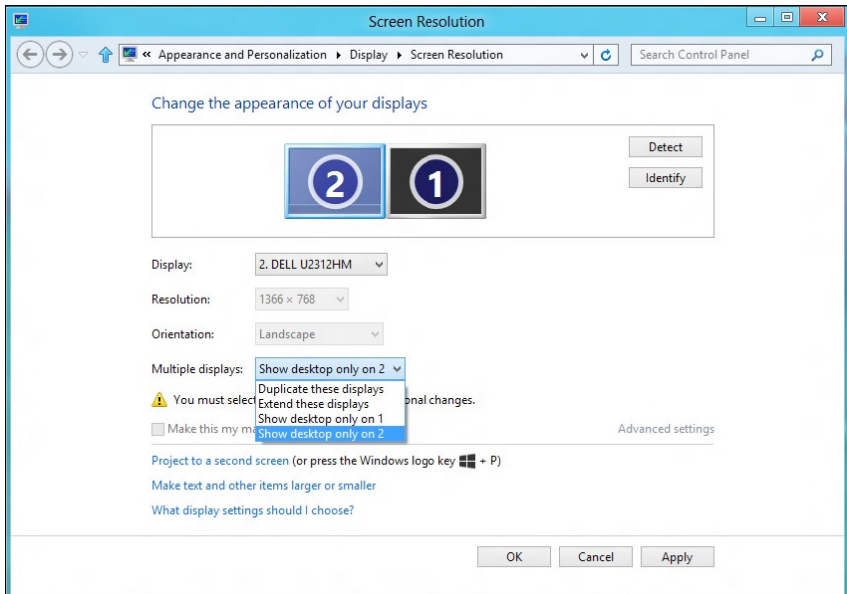 Screen Resolution
« Appearance and Personalization Display Screen Resolution Search Control Panel
Change the appearance of your displays
2 1
Detect
Identify
Display: 2. DELL U2312HM
Resolution: 1366 × 768
Orientation: Landscape
Multiple displays: Show desktop only on 2
Duplicate these displays
You must selec onal changes.
Extend these displays
Show desktop only on 1
Make this my ma Advanced settings
Show desktop only on 2
Project to a second screen (or press the Windows logo key + P)
Make text and other items larger or smaller
What display settings should I choose?
OK Cancel Apply